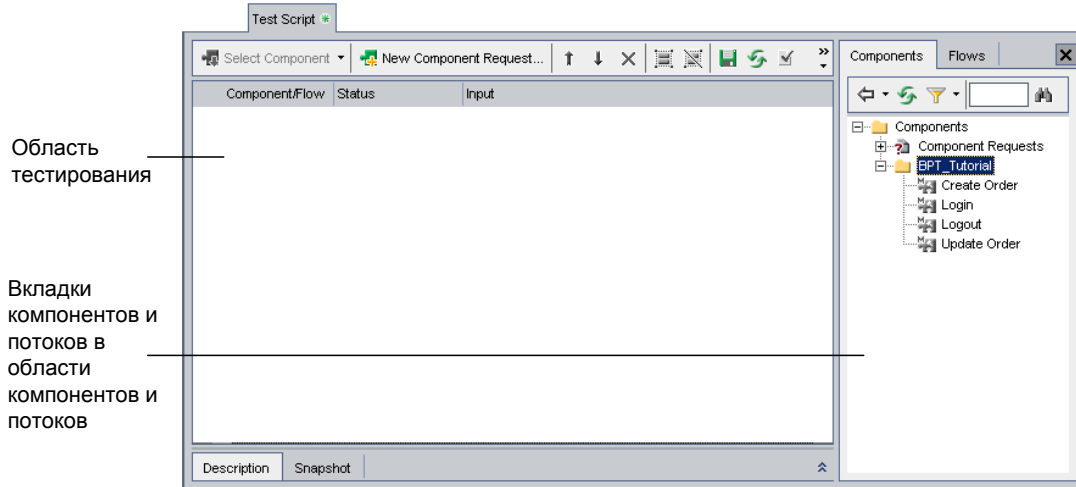 Test Script *
Select Component
New Component Request...
Component/Flow Status Input
Область
тестирования
Вкладки
компонентов и
потоков в
области
компонентов и
потоков
Description Snapshot
Components Flows
Components
Component Requests
BPT_Tutorial
Create Order
Login
Logout
Update Order